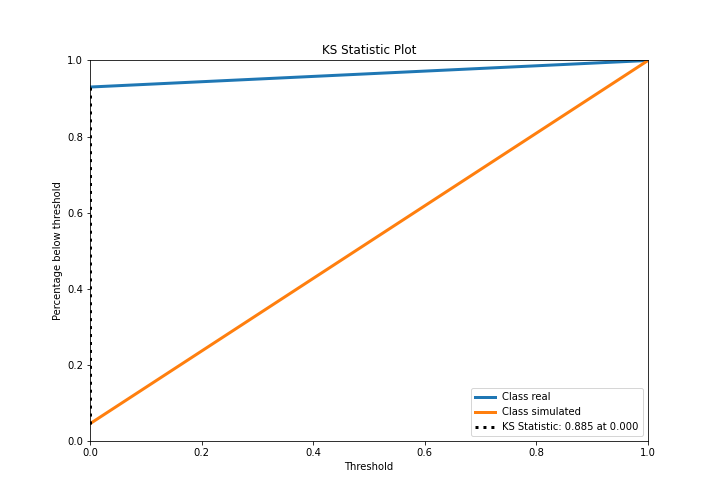 KS Statistic Plot
1.0
0.8
0.6
0.4
0.2
0.0
Percentage below threshold
0.0 0.2 0.4 0.6 0.8 1.0
Threshold
Class real
Class simulated
KS Statistic: 0.885 at 0.000